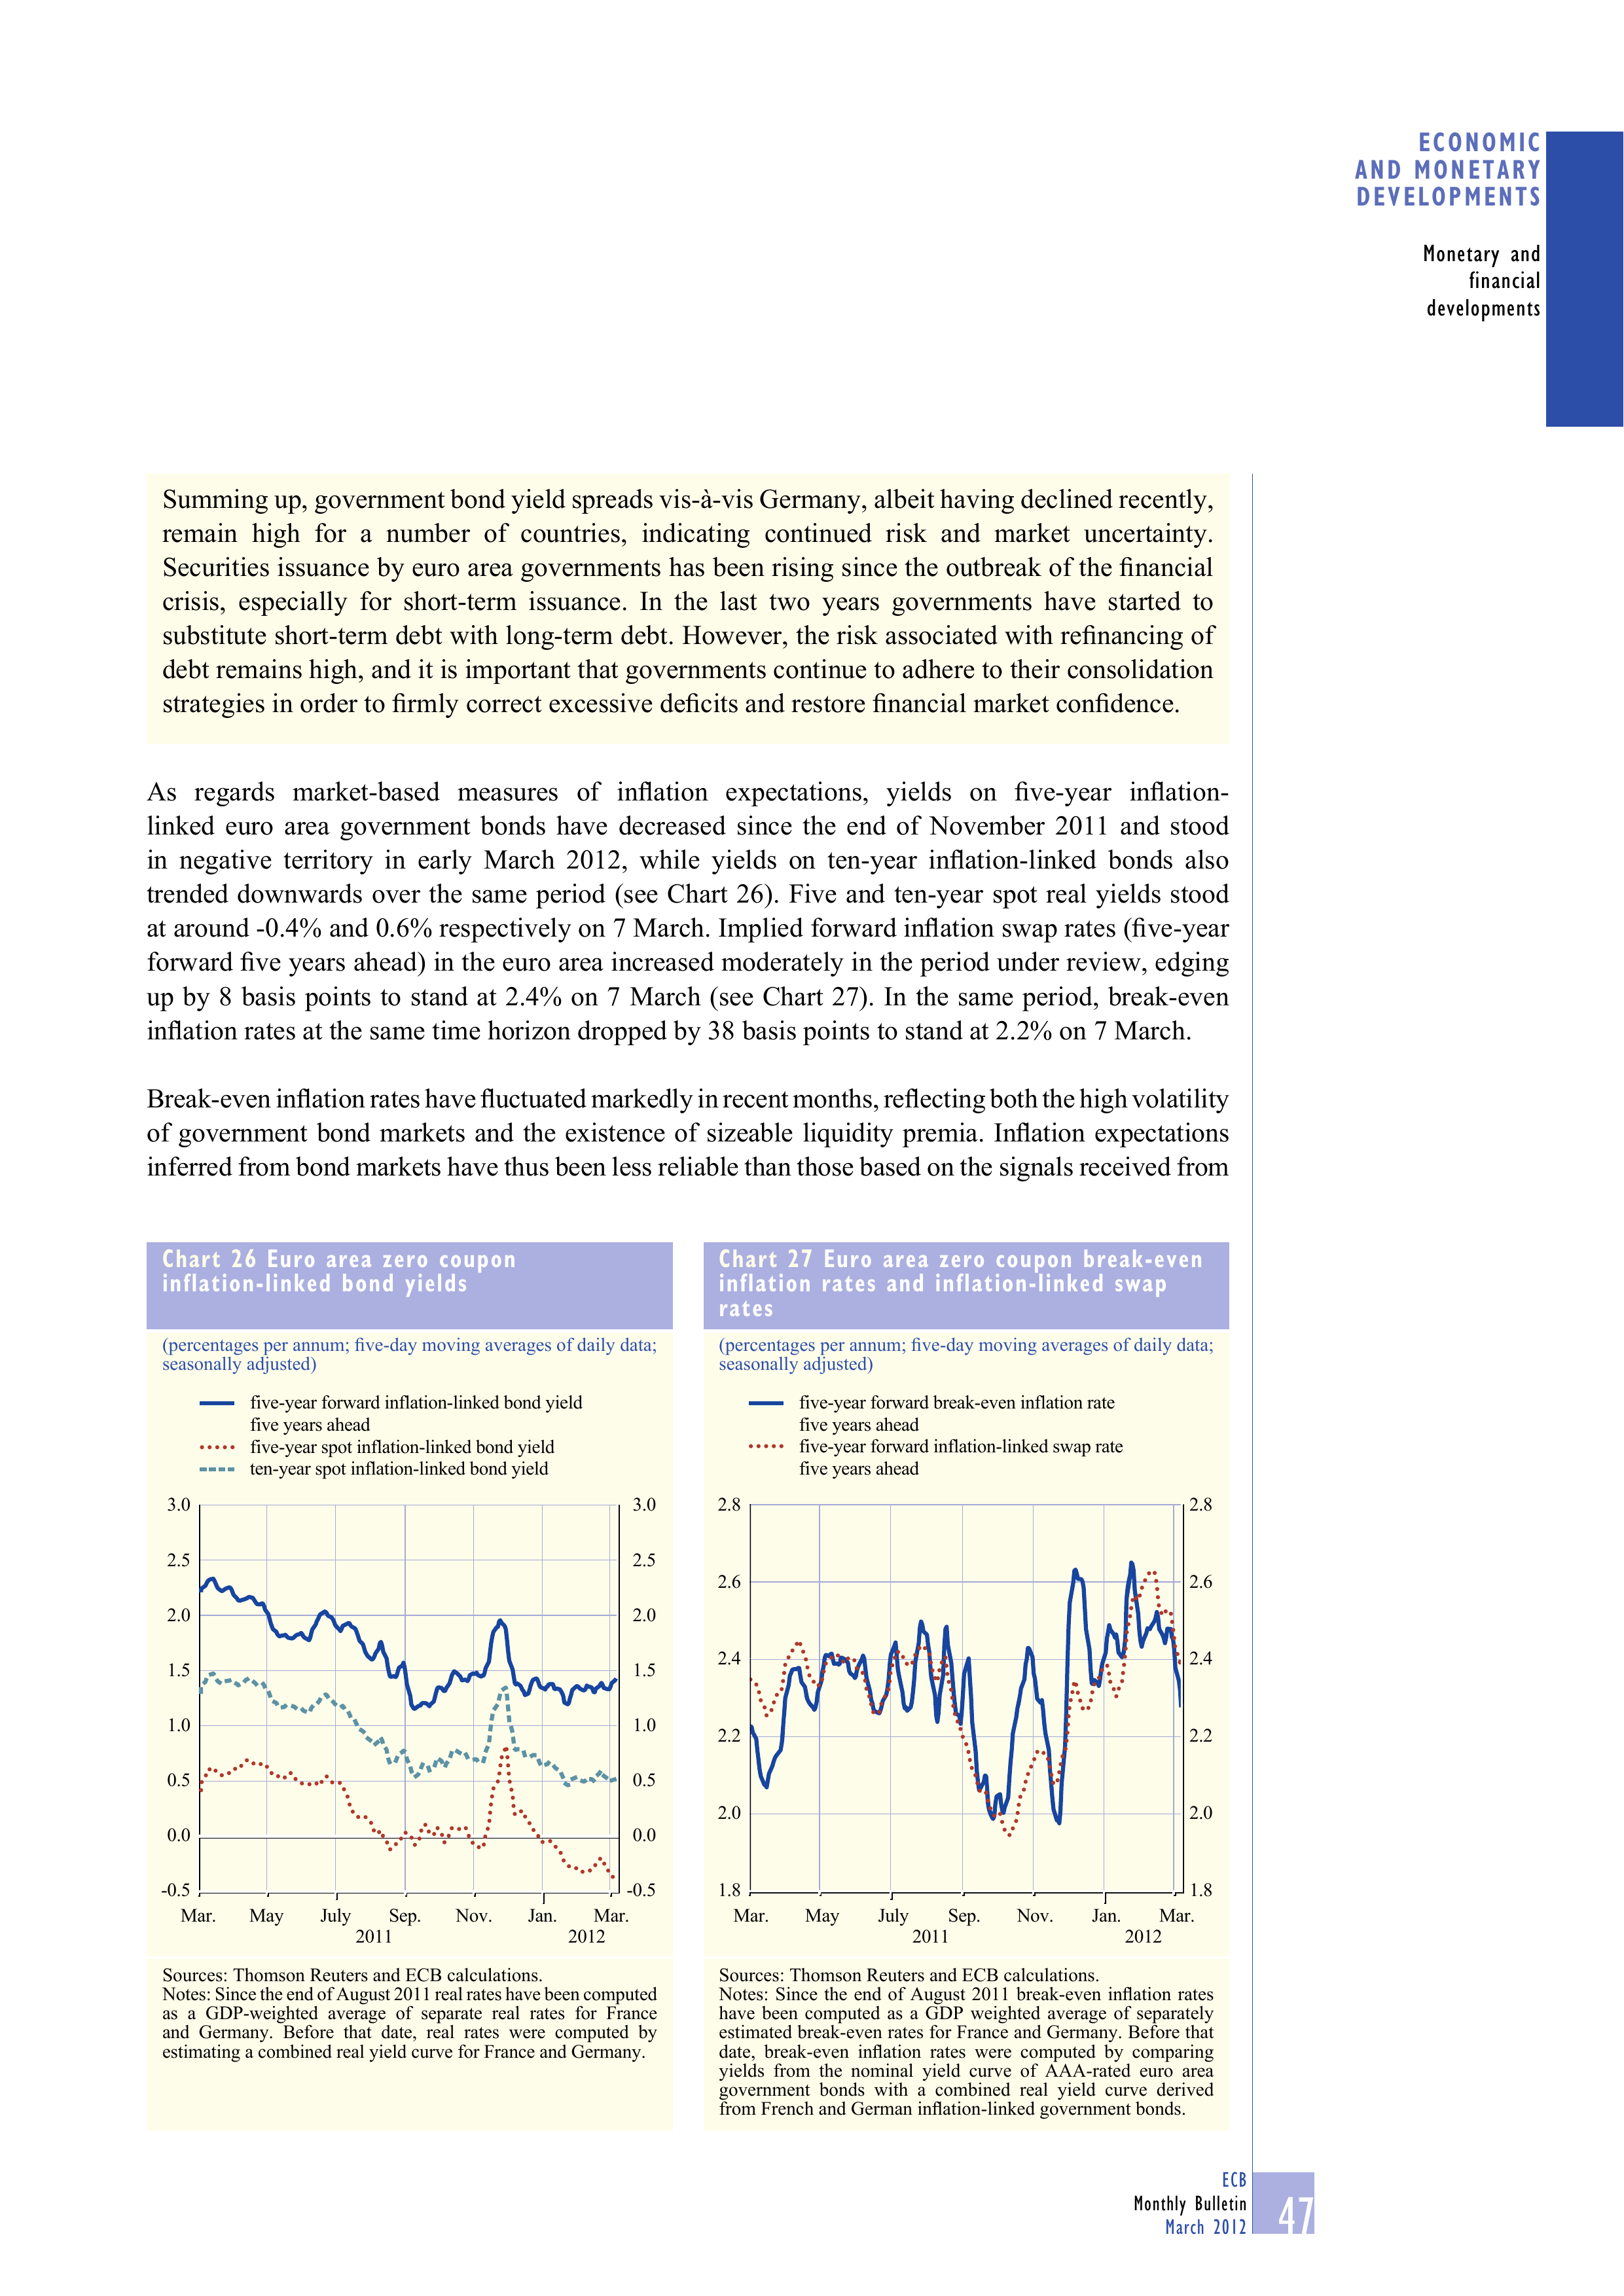 ECONOMIC
AND MONETARY
DEVELOPMENTS
Monetary and
financial
developments
Summing up, government bond yield spreads vis-à-vis Germany, albeit having declined recently,
remain high for a number of countries, indicating continued risk and market uncertainty.
Securities issuance by euro area governments has been rising since the outbreak of the financial
crisis, especially for short-term issuance. In the last two years governments have started to
substitute short-term debt with long-term debt. However, the risk associated with refinancing of
debt remains high, and it is important that governments continue to adhere to their consolidation
strategies in order to firmly correct excessive deficits and restore financial market confidence.
As regards market-based measures of inflation expectations, yields on five-year inflation-
linked euro area government bonds have decreased since the end of November 2011 and stood
in negative territory in early March 2012, while yields on ten-year inflation-linked bonds also
trended downwards over the same period (see Chart 26). Five and ten-year spot real yields stood
at around -0.4% and 0.6% respectively on 7 March. Implied forward inflation swap rates (five-year
forward five years ahead) in the euro area increased moderately in the period under review, edging
up by 8 basis points to stand at 2.4% on 7 March (see Chart 27). In the same period, break-even
inflation rates at the same time horizon dropped by 38 basis points to stand at 2.2% on 7 March.
Break-even inflation rates have fluctuated markedly in recent months, reflecting both the high volatility
of government bond markets and the existence of sizeable liquidity premia. Inflation expectations
inferred from bond markets have thus been less reliable than those based on the signals received from
Chart 26 Euro area zero coupon
inflation-linked bond yields
(percentages per annum; five-day moving averages of daily data;
seasonally adjusted)
five-year forward inflation-linked bond yield
five years ahead
five-year spot inflation-linked bond yield
ten-year spot inflation-linked bond yield
3.0 3.0
2.5 2.5
2.0 2.0
1.5 1.5
1.0 1.0
0.5 0.5
0.0 0.0
-0.5 -0.5
Mar. May July Sep. Nov. Jan. Mar.
2011 2012
Sources: Thomson Reuters and ECB calculations.
Notes: Since the end of August 2011 real rates have been computed
as a GDP-weighted average of separate real rates for France
and Germany. Before that date, real rates were computed by
estimating a combined real yield curve for France and Germany.
Chart 27 Euro area zero coupon break-even
inflation rates and inflation-linked swap
rates
(percentages per annum; five-day moving averages of daily data;
seasonally adjusted)
five-year forward break-even inflation rate
five years ahead
five-year forward inflation-linked swap rate
five years ahead
2.8 2.8
2.6 2.6
2.4 2.4
2.2 2.2
2.0 2.0
1.8 1.8
Mar. May July Sep. Nov. Jan. Mar.
2011 2012
Sources: Thomson Reuters and ECB calculations.
Notes: Since the end of August 2011 break-even inflation rates
have been computed as a GDP weighted average of separately
estimated break-even rates for France and Germany. Before that
date, break-even inflation rates were computed by comparing
yields from the nominal yield curve of AAA-rated euro area
government bonds with a combined real yield curve derived
from French and German inflation-linked government bonds.
ECB
Monthly Bulletin
March 2012
47